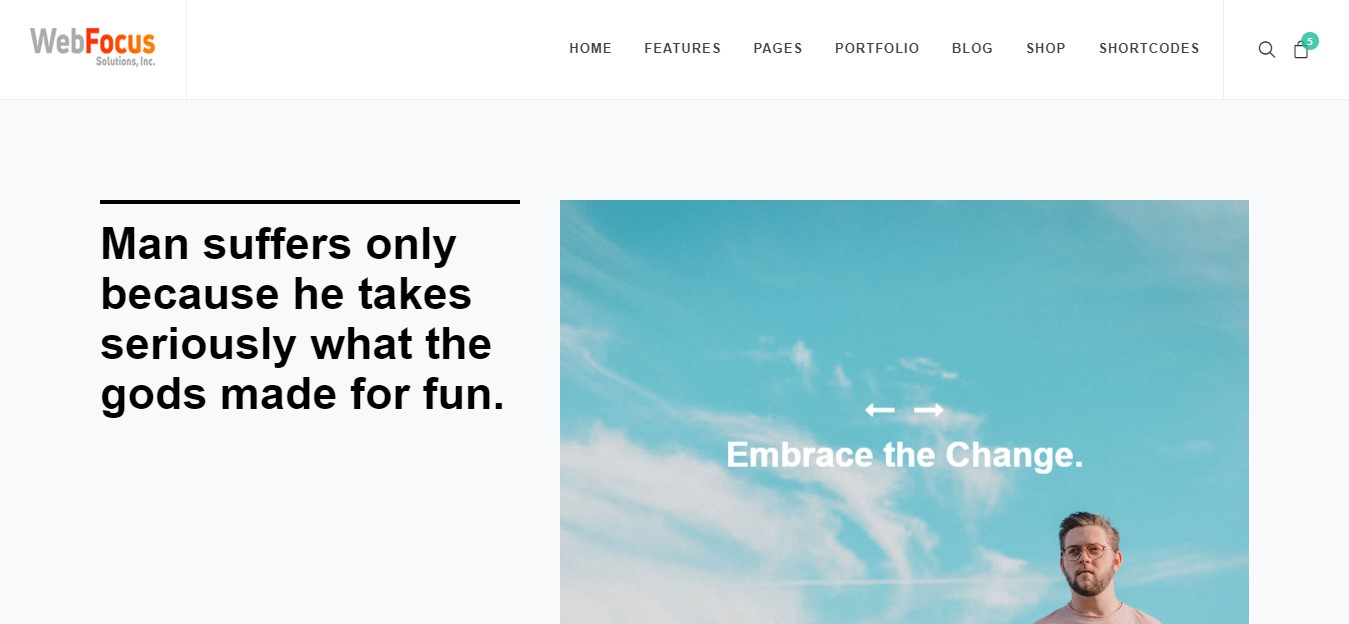 WebFocus
Solutions, Inc.
HOME FEATURES PAGES PORTFOLIO BLOG SHOP SHORTCODES
5
Man suffers only
because he takes
seriously what the
gods made for fun.
Embrace the Change.